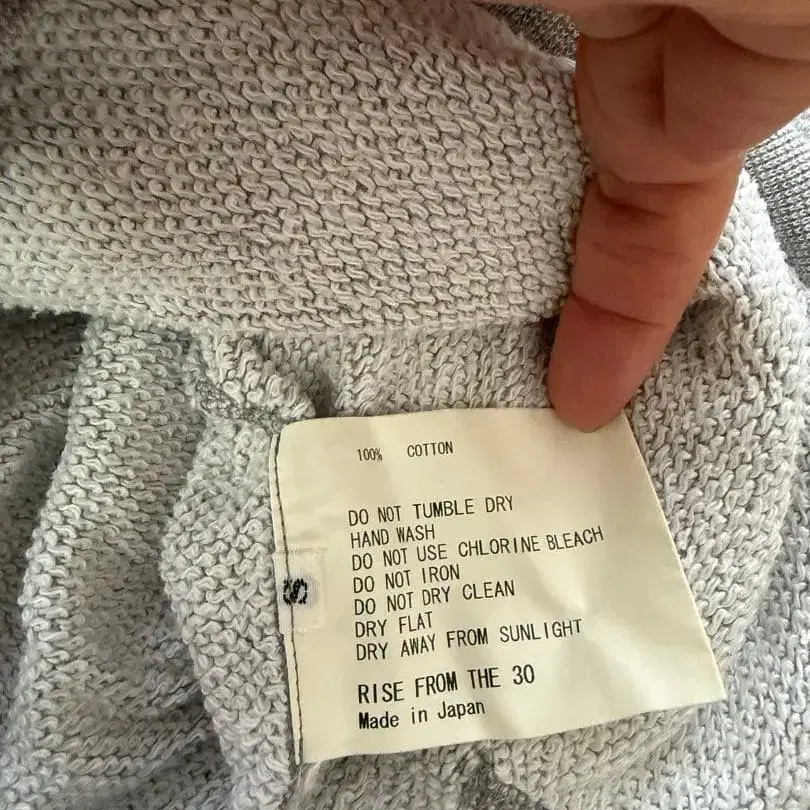 100% COTTON
DO NOT TUMBLE DRY
HAND WASH
DO NOT USE CHLORINE BLEACH
DO NOT IRON
DO NOT DRY CLEAN
DRY FLAT
DRY AWAY FROM SUNLIGHT
RISE FROM THE 30
Made in Japan
S